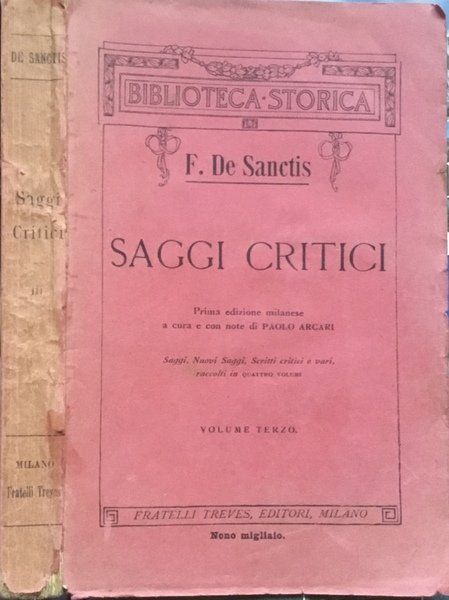 DE SANCTIS
Saggi
Critici
III
MILANO
Fratelli Treves
BIBLIOTECA·STORICA
F. De Sanctis
SAGGI CRITICI
Prima edizione milanese
a cura e con note di PAOLO ARCARI
Saggi, Nuovi Saggi, Scritti critici e vari,
raccolti in QUATTRO VOLUMI
VOLUME TERZO.
FRATELLI TREVES, EDITORI, MILANO
Nono migliaio.